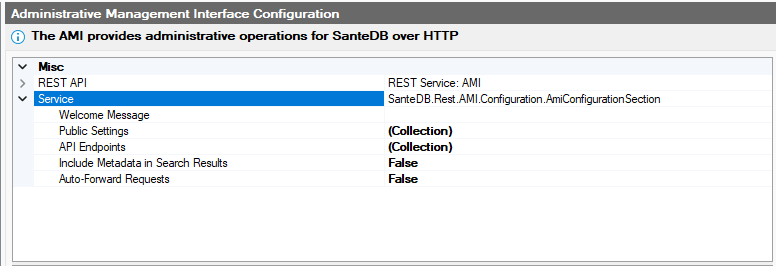 Administrative Management Interface Configuration
The AMI provides administrative operations for SanteDB over HTTP
Misc
REST API REST Service: AMI
Service SanteDB.Rest.AMI.Configuration.AmiConfigurationSection
Welcome Message
Public Settings (Collection)
API Endpoints (Collection)
Include Metadata in Search Results False
Auto-Forward Requests False